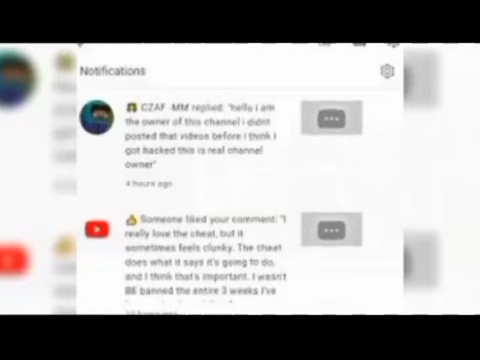 Notifications
CZAF -MM replied: "hello i am
the owner of this channel i didnt
posted that videos before i think i
got hacked this is real channel
owner"
4 hours ago
Someone liked your comment: "I
really love the cheat, but it
sometimes feels clunky. The cheat
does what it says it's going to do,
and I think that's important. I wasn't
BE banned the entire 3 weeks I've
hours ago